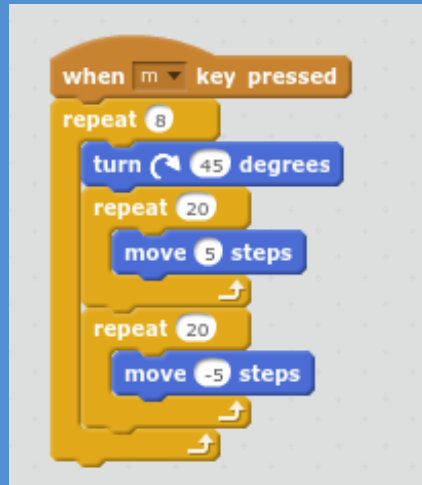 when m key pressed
repeat 8
turn 45 degrees
repeat 20
move 5 steps
repeat 20
move -5 steps